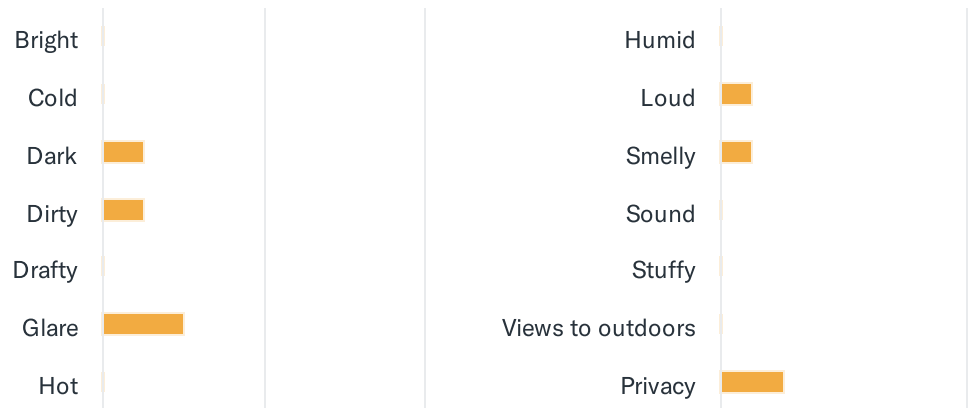 Bright
Cold
Dark
Dirty
Drafty
Glare
Hot
Humid
Loud
Smelly
Sound
Stuffy
Views to outdoors
Privacy